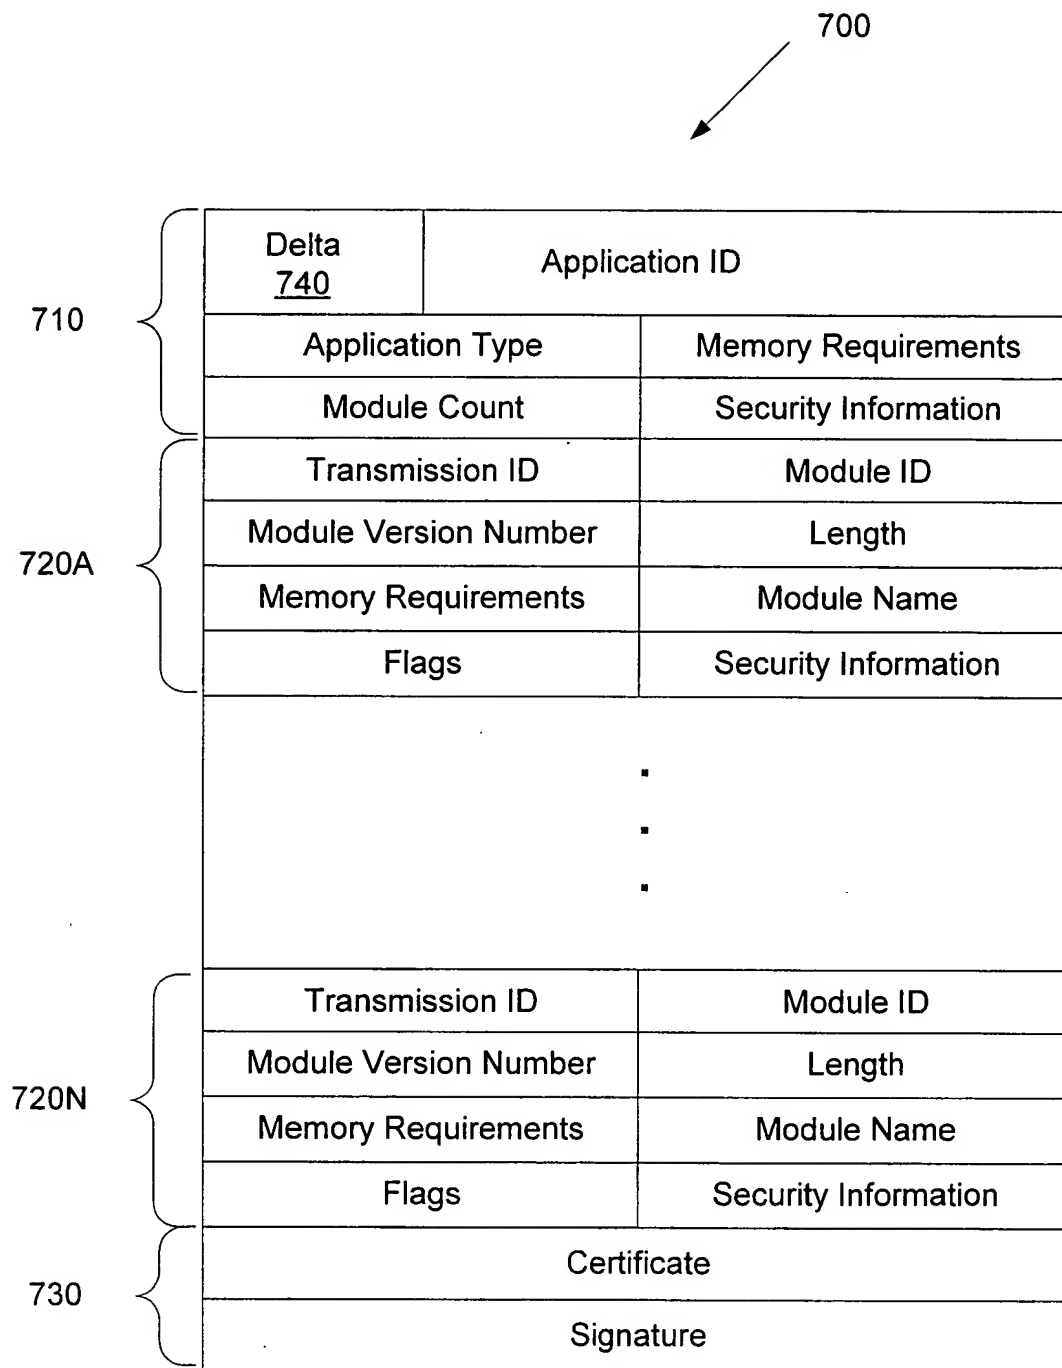 700
Delta
740
Application ID
710
Application Type
Memory Requirements
Module Count
Security Information
Transmission ID
Module ID
Module Version Number
Length
720A
Memory Requirements
Module Name
Flags
Security Information
Transmission ID
Module ID
Module Version Number
Length
720N
Memory Requirements
Module Name
Flags
Security Information
Certificate
730
Signature